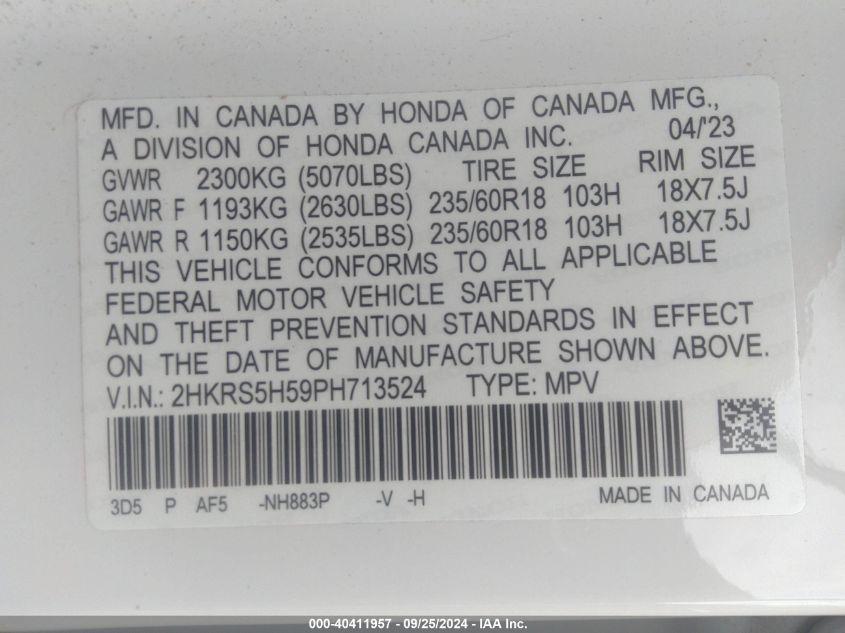 MFD. IN CANADA BY HONDA OF CANADA MFG.,
A DIVISION OF HONDA CANADA INC. 04/'23
GVWR 2300KG (5070LBS) TIRE SIZE RIM SIZE
GAWR F 1193KG (2630LBS) 235/60R18 103H 18X7.5J
GAWR R 1150KG (2535LBS) 235/60R18 103H 18X7.5J
THIS VEHICLE CONFORMS TO ALL APPLICABLE
FEDERAL MOTOR VEHICLE SAFETY
AND THEFT PREVENTION STANDARDS IN EFFECT
ON THE DATE OF MANUFACTURE SHOWN ABOVE.
V.I.N.: 2HKRS5H59PH713524 TYPE: MPV
3D5 P AF5 -NH883P -V -H MADE IN CANADA
000-40411957 - 09/25/2024 - IAA Inc.